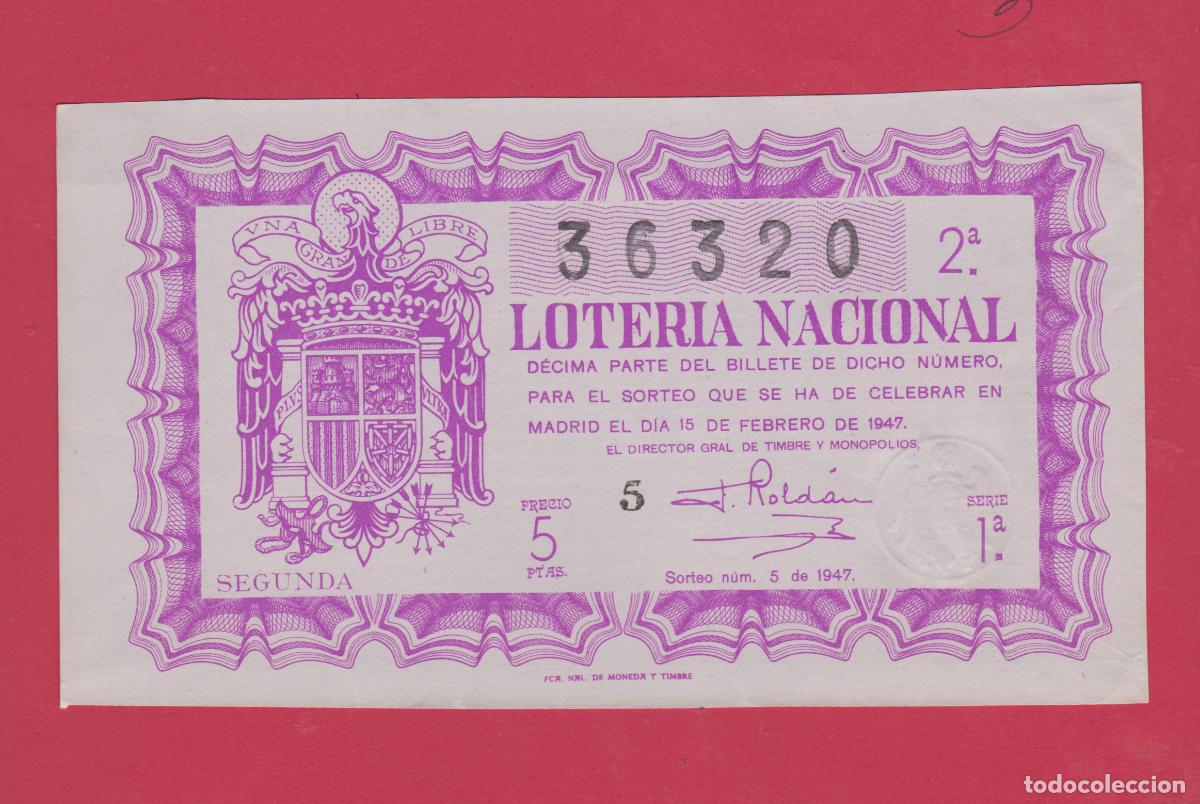 VNA GRANDE LIBRE
PLVS VLTRA
SEGUNDA
36320
2ª
LOTERIA NACIONAL
DÉCIMA PARTE DEL BILLETE DE DICHO NÚMERO,
PARA EL SORTEO QUE SE HA DE CELEBRAR EN
MADRID EL DÍA 15 DE FEBRERO DE 1947.
EL DIRECTOR GRAL DE TIMBRE Y MONOPOLIOS,
PRECIO
5
PTAS.
5
F. Roldán
SERIE
1ª
Sorteo núm. 5 de 1947.
FCA. NAL. DE MONEDA Y TIMBRE
todocoleccion